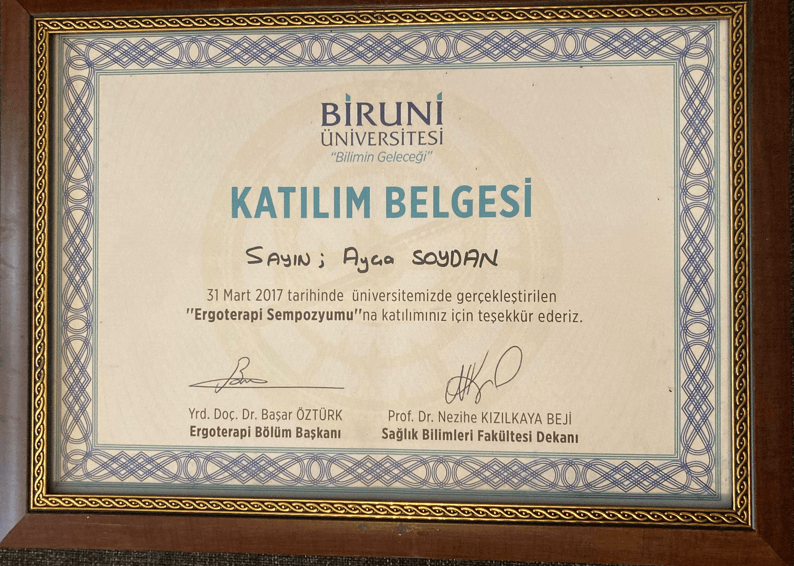 BİRUNİ
ÜNİVERSİTESİ
"Bilimin Geleceği"
KATILIM BELGESİ
SAYIN ; Ayça SOYDAN
31 Mart 2017 tarihinde üniversitemizde gerçekleştirilen
"Ergoterapi Sempozyumu"na katılımınız için teşekkür ederiz.
Yrd. Doç. Dr. Başar ÖZTÜRK
Ergoterapi Bölüm Başkanı
Prof. Dr. Nezihe KIZILKAYA BEJİ
Sağlık Bilimleri Fakültesi Dekanı